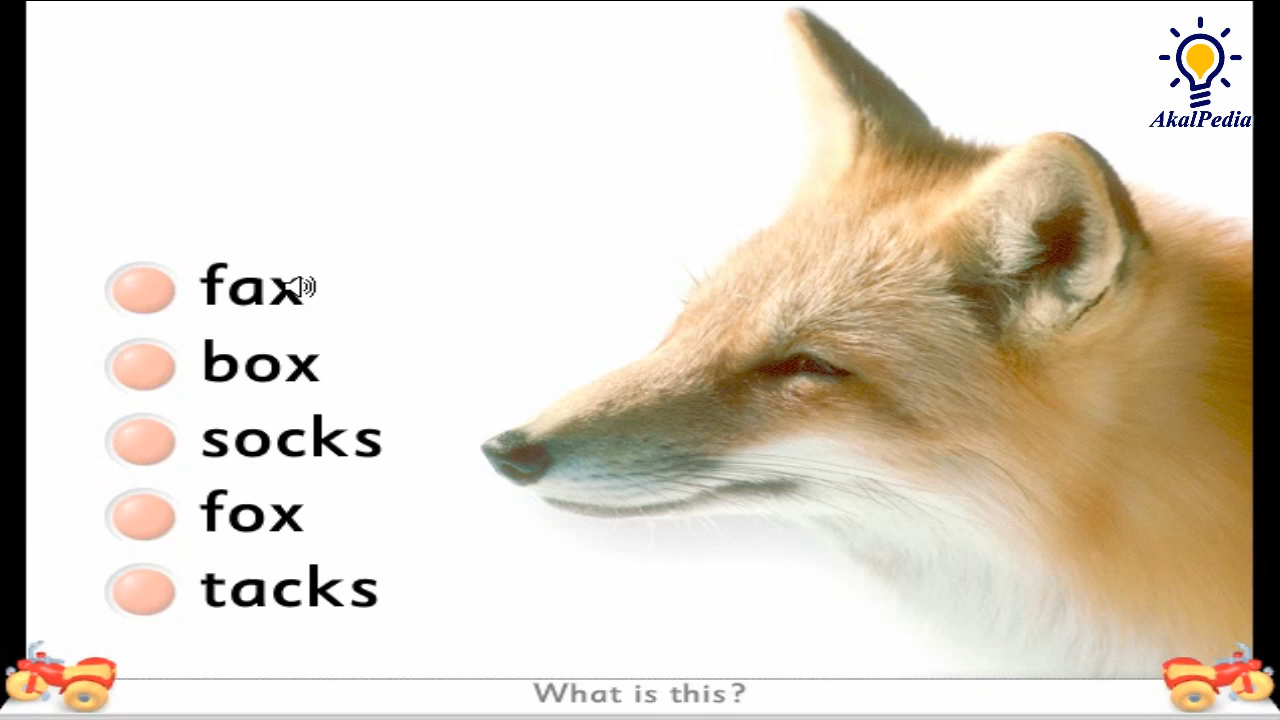 AkalPedia
fax
box
socks
fox
tacks
What is this?